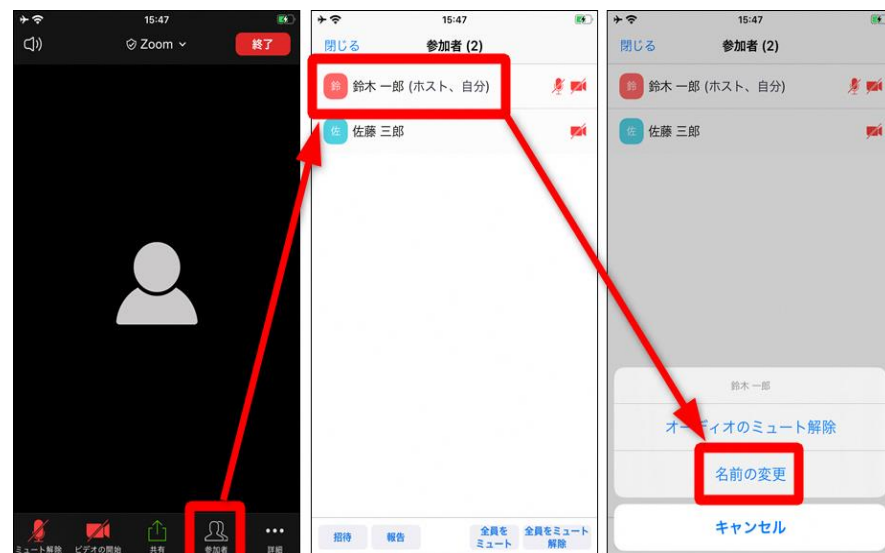 15:47
Zoom
終了
ミュート解除
ビデオの開始
共有
参加者
詳細
15:47
閉じる
参加者 (2)
鈴
鈴木 一郎 (ホスト、自分)
佐
佐藤 三郎
招待
報告
全員を
ミュート
全員をミュート
解除
15:47
閉じる
参加者 (2)
鈴
鈴木 一郎 (ホスト、自分)
佐
佐藤 三郎
鈴木 一郎
オーディオのミュート解除
名前の変更
キャンセル